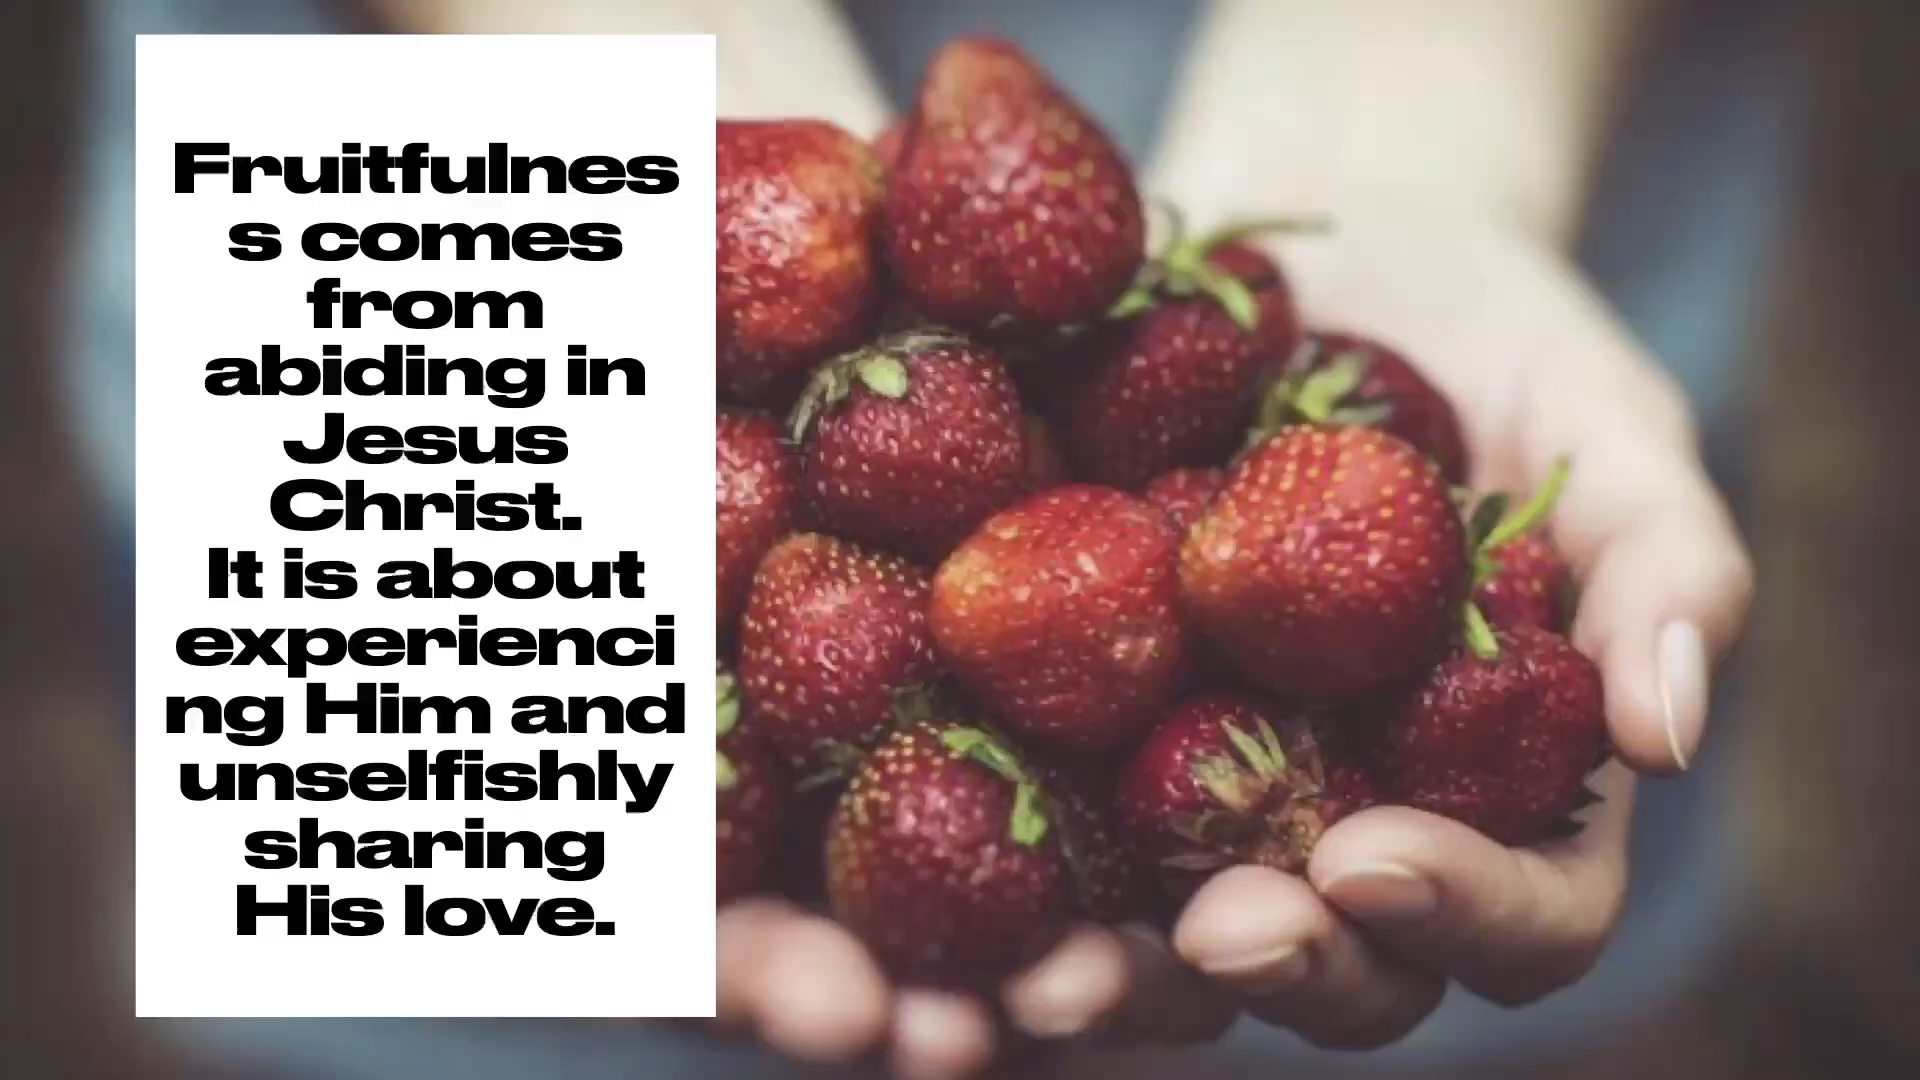 Fruitfulnes
s comes
from
abiding in
Jesus
Christ.
It is about
experienci
ng Him and
unselfishly
sharing
His love.